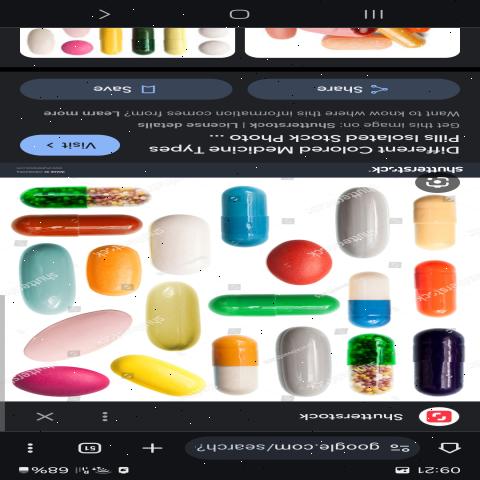 09:21
68%
google.com/search?
51
Shutterstock
shutterstock
Different Colored Medicine Types
Pills Isolated Stock Photo ...
Visit >
Get this image on: Shutterstock | License details
Want to know where this information comes from? Learn more
Share
Save